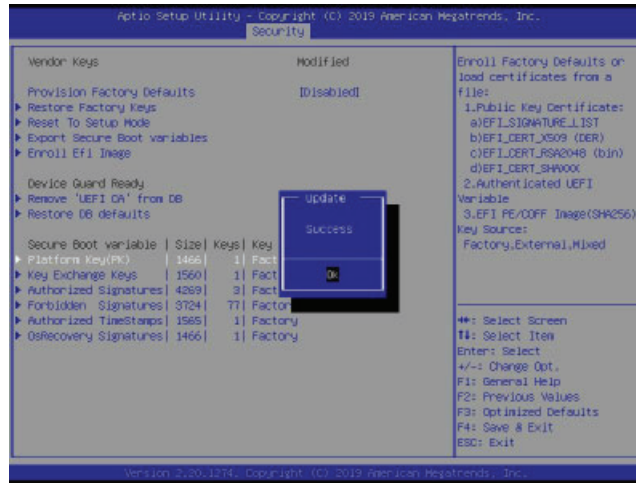 Aptio Setup Utility - Copyright (C) 2019 American Megatrends, Inc.
Security
Vendor Keys Modified
Provision Factory Defaults [Disabled]
Restore Factory Keys
Reset To Setup Mode
Export Secure Boot variables
Enroll Efi Image
Device Guard Ready
Remove 'UEFI CA' from DB
Restore DB defaults
Secure Boot variable | Size| Keys| Key
Platform Key(PK) | 1466| 1| Fact
Key Exchange Keys | 1560| 1| Fact
Authorized Signatures| 4269| 3| Fact
Forbidden Signatures| 3724| 77| Factor
Authorized TimeStamps| 1565| 1| Factory
OsRecovery Signatures| 1466| 1| Factory
Update
Success
Ok
Enroll Factory Defaults or
load certificates from a
file:
1.Public Key Certificate:
a)EFI_SIGNATURE_LIST
b)EFI_CERT_X509 (DER)
c)EFI_CERT_RSA2048 (bin)
d)EFI_CERT_SHAXXX
2.Authenticated UEFI
Variable
3.EFI PE/COFF Image(SHA256)
Key Source:
Factory,External,Mixed
↔: Select Screen
↑↓: Select Item
Enter: Select
+/-: Change Opt.
F1: General Help
F2: Previous Values
F3: Optimized Defaults
F4: Save & Exit
ESC: Exit
Version 2.20.1274. Copyright (C) 2019 American Megatrends, Inc.